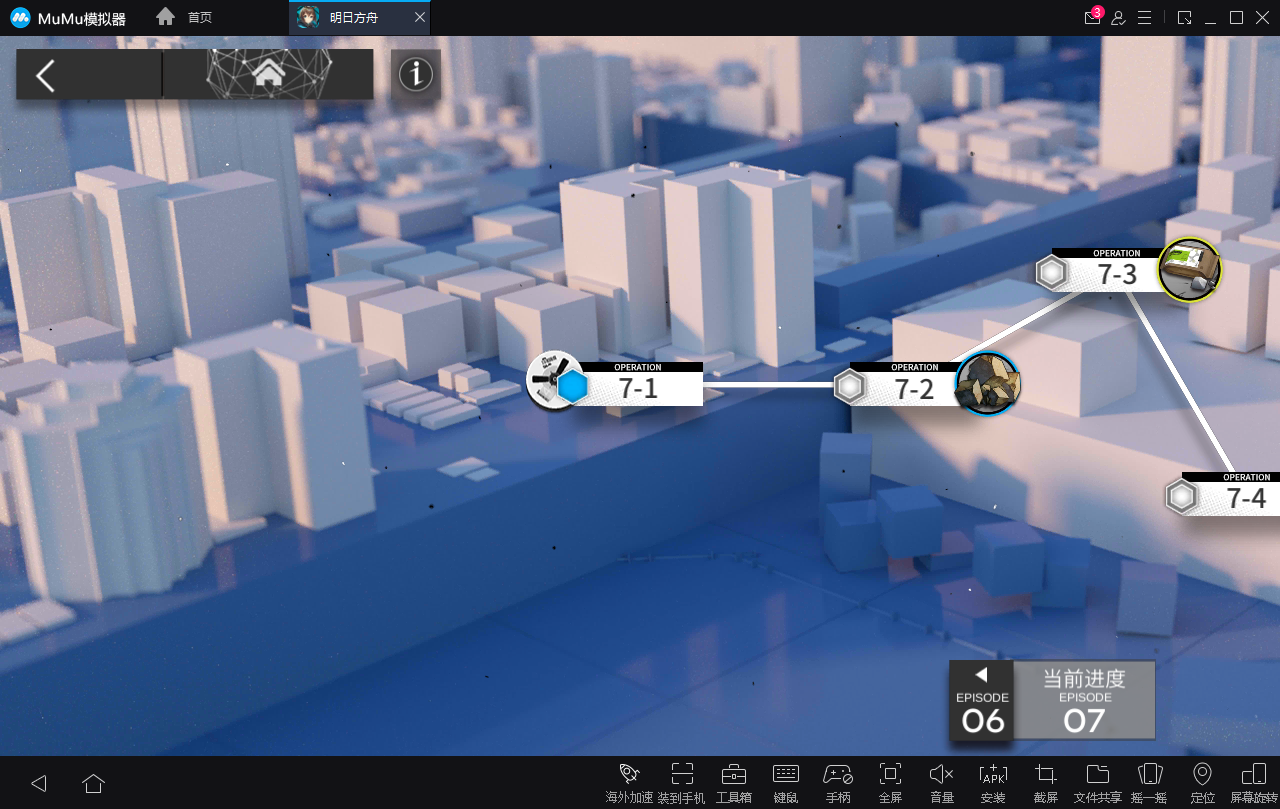 MuMu模拟器
首页
明日方舟
3
i
OPERATION
7-3
OPERATION
7-1
OPERATION
7-2
OPERATION
7-4
EPISODE
06
当前进度
EPISODE
07
海外加速
装到手机
工具箱
键鼠
手柄
全屏
音量
APK
安装
截屏
文件共享
摇一摇
定位
屏幕旋转